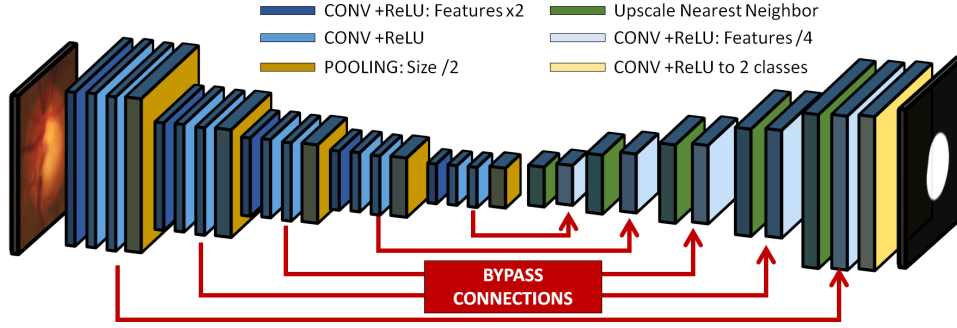 CONV +ReLU: Features x2
CONV +ReLU
POOLING: Size /2
Upscale Nearest Neighbor
CONV +ReLU: Features /4
CONV +ReLU to 2 classes
BYPASS
CONNECTIONS